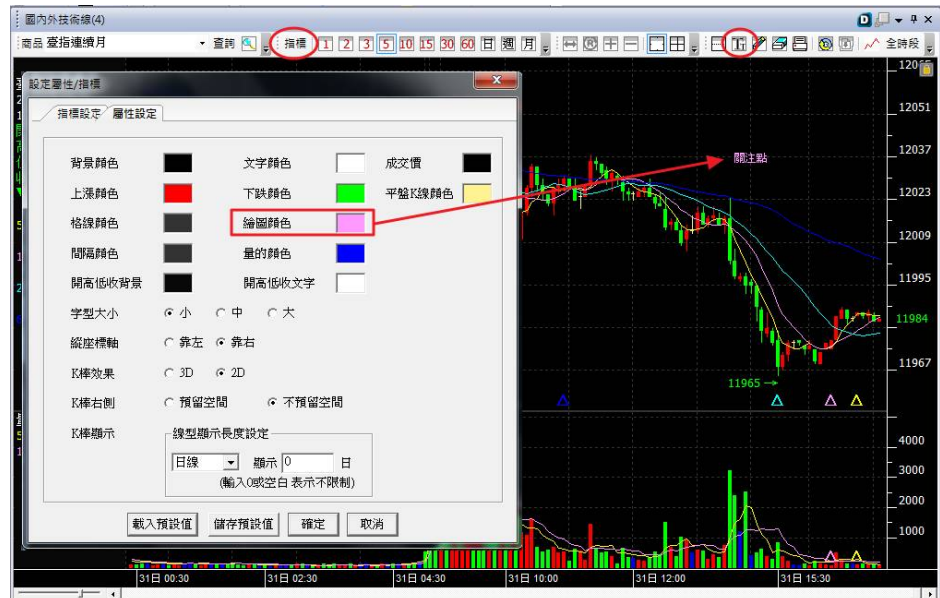 國內外技術線(4)
商品 臺指連續月 查詢 指標 1 2 3 5 10 15 30 60 日 週 月 全時段
設定屬性/指標
指標設定 屬性設定
背景顏色 文字顏色 成交價
上漲顏色 下跌顏色 平盤K線顏色
格線顏色 繪圖顏色
間隔顏色 量的顏色
開高低收背景 開高低收文字
字型大小 小 中 大
縱座標軸 靠左 靠右
K棒效果 3D 2D
K棒右側 預留空間 不預留空間
K棒顯示 線型顯示長度設定
日線 顯示 0 日
(輸入0或空白 表示不限制)
載入預設值 儲存預設值 確定 取消
關注點
12051
12037
12023
12009
11995
11984
11967
11965→
4000
3000
2000
1000
31日 00:30 31日 02:30 31日 04:30 31日 10:00 31日 12:00 31日 15:30